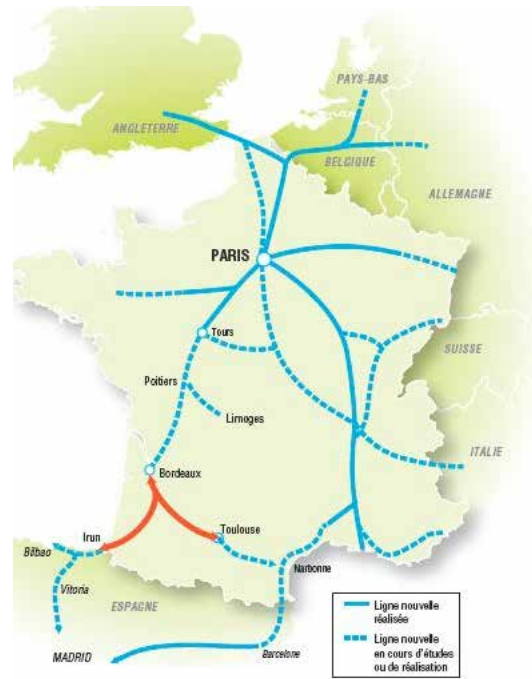 PAYS-BAS
ANGLETERRE
BELGIQUE
ALLEMAGNE
PARIS
Tours
SUISSE
Poitiers
Limoges
ITALIE
Bordeaux
Toulouse
Irun
Bilbao
Narbonne
Vitoria
ESPAGNE
MADRID
Barcelone
Ligne nouvelle
réalisée
Ligne nouvelle
en cours d'études
ou de réalisation